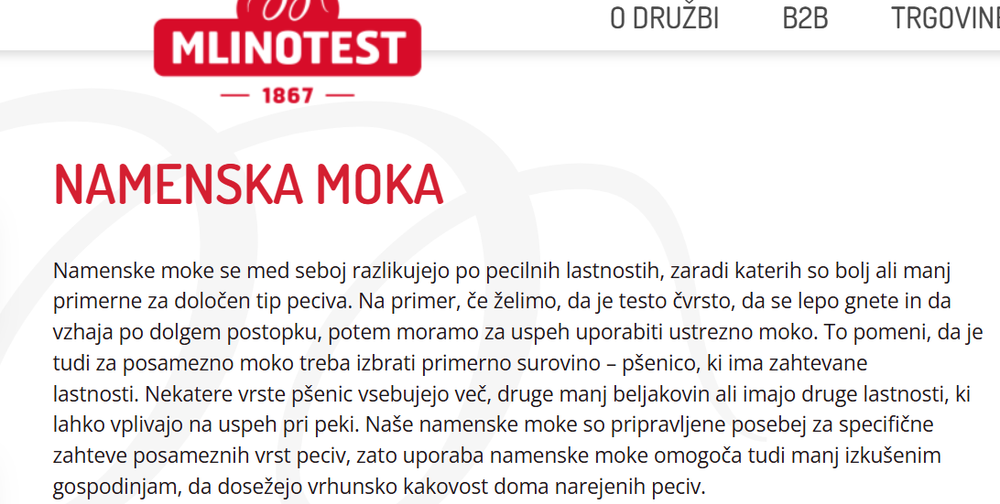 MLINOTEST
1867
O DRUŽBI B2B TRGOVINE
NAMENSKA MOKA
Namenske moke se med seboj razlikujejo po pecilnih lastnostih, zaradi katerih so bolj ali manj
primerne za določen tip peciva. Na primer, če želimo, da je testo čvrsto, da se lepo gnete in da
vzhaja po dolgem postopku, potem moramo za uspeh uporabiti ustrezno moko. To pomeni, da je
tudi za posamezno moko treba izbrati primerno surovino – pšenico, ki ima zahtevane
lastnosti. Nekatere vrste pšenic vsebujejo več, druge manj beljakovin ali imajo druge lastnosti, ki
lahko vplivajo na uspeh pri peki. Naše namenske moke so pripravljene posebej za specifične
zahteve posameznih vrst peciv, zato uporaba namenske moke omogoča tudi manj izkušenim
gospodinjam, da dosežejo vrhunsko kakovost doma narejenih peciv.